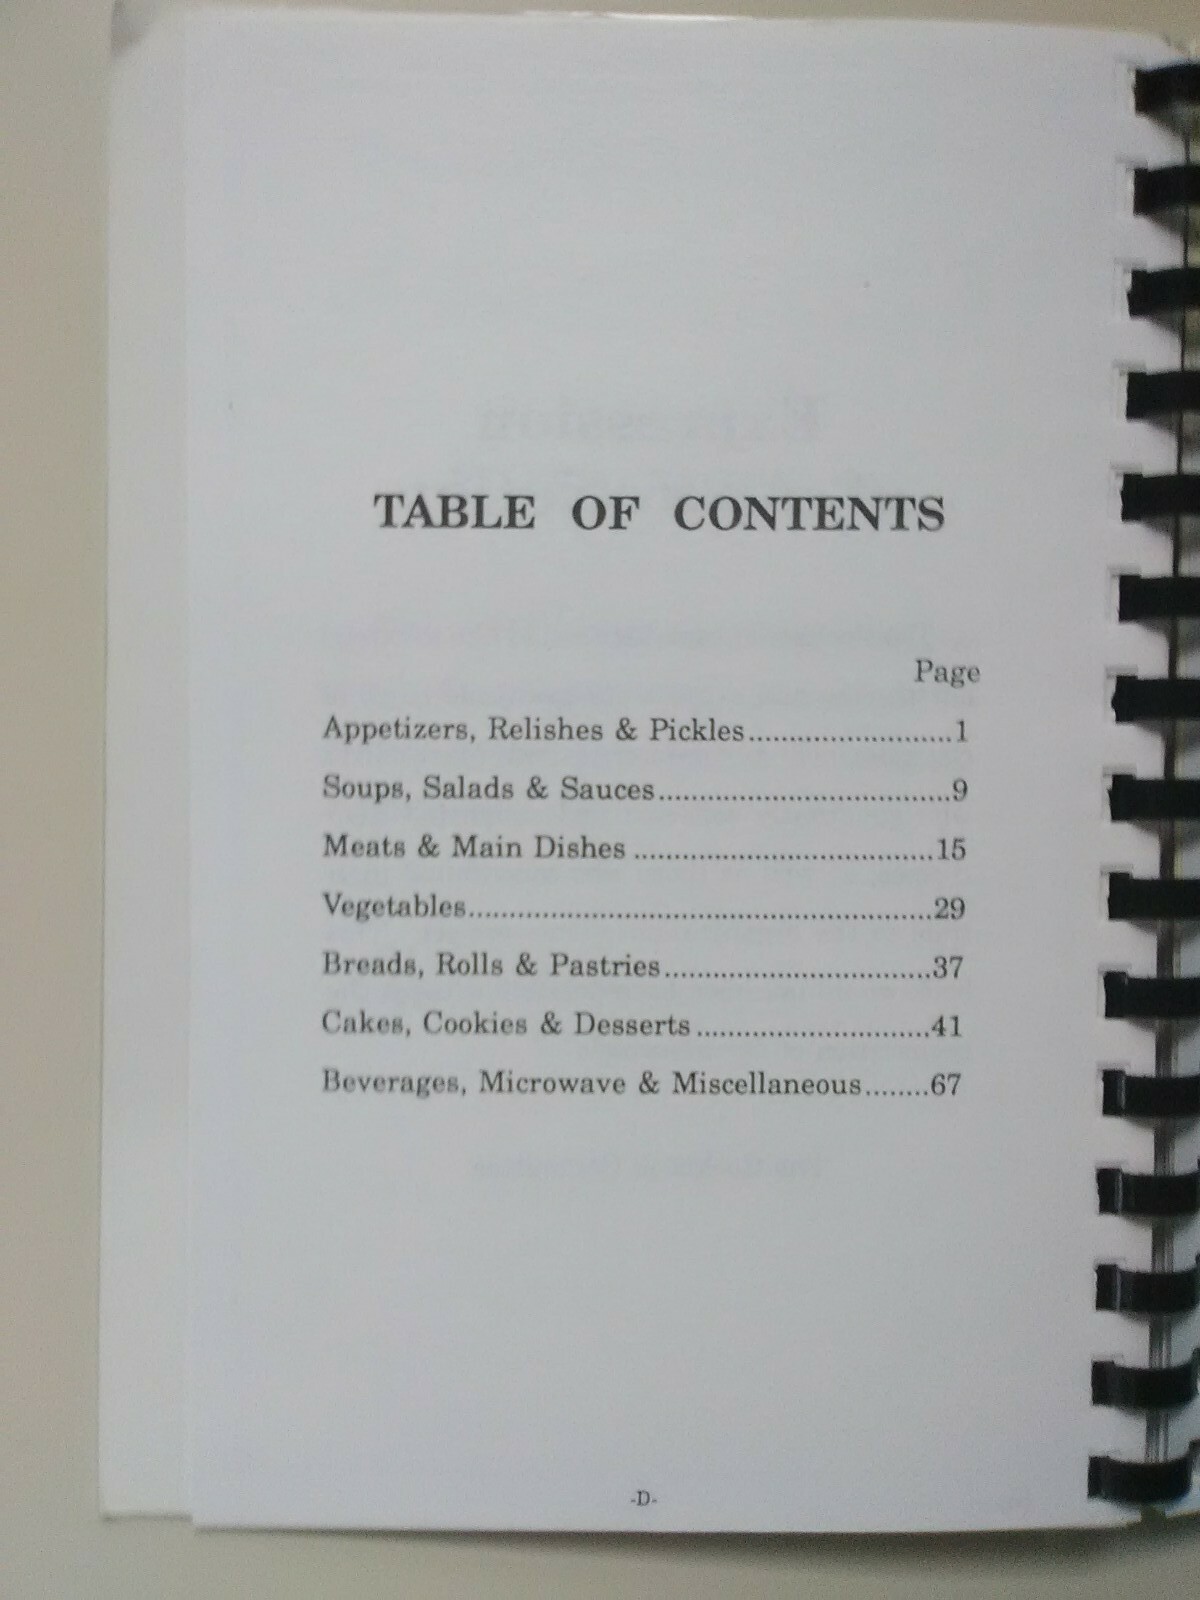 TABLE OF CONTENTS
Page
Appetizers, Relishes & Pickles.........................1
Soups, Salads & Sauces....................................9
Meats & Main Dishes .....................................15
Vegetables.........................................................29
Breads, Rolls & Pastries.................................37
Cakes, Cookies & Desserts .............................41
Beverages, Microwave & Miscellaneous........67
-D-